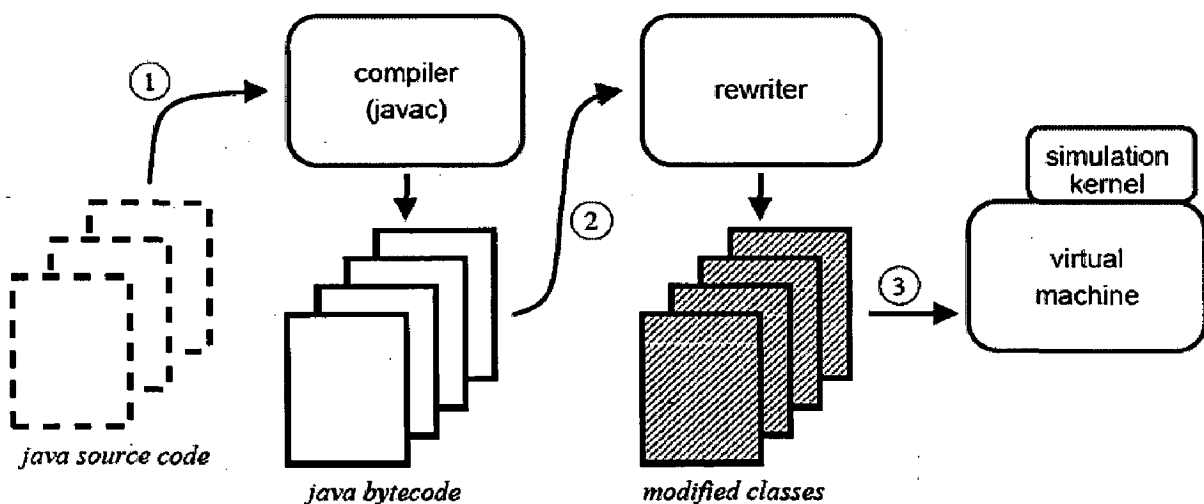 1
compiler
(javac)
rewriter
simulation
kernel
2
virtual
machine
3
java source code
java bytecode
modified classes